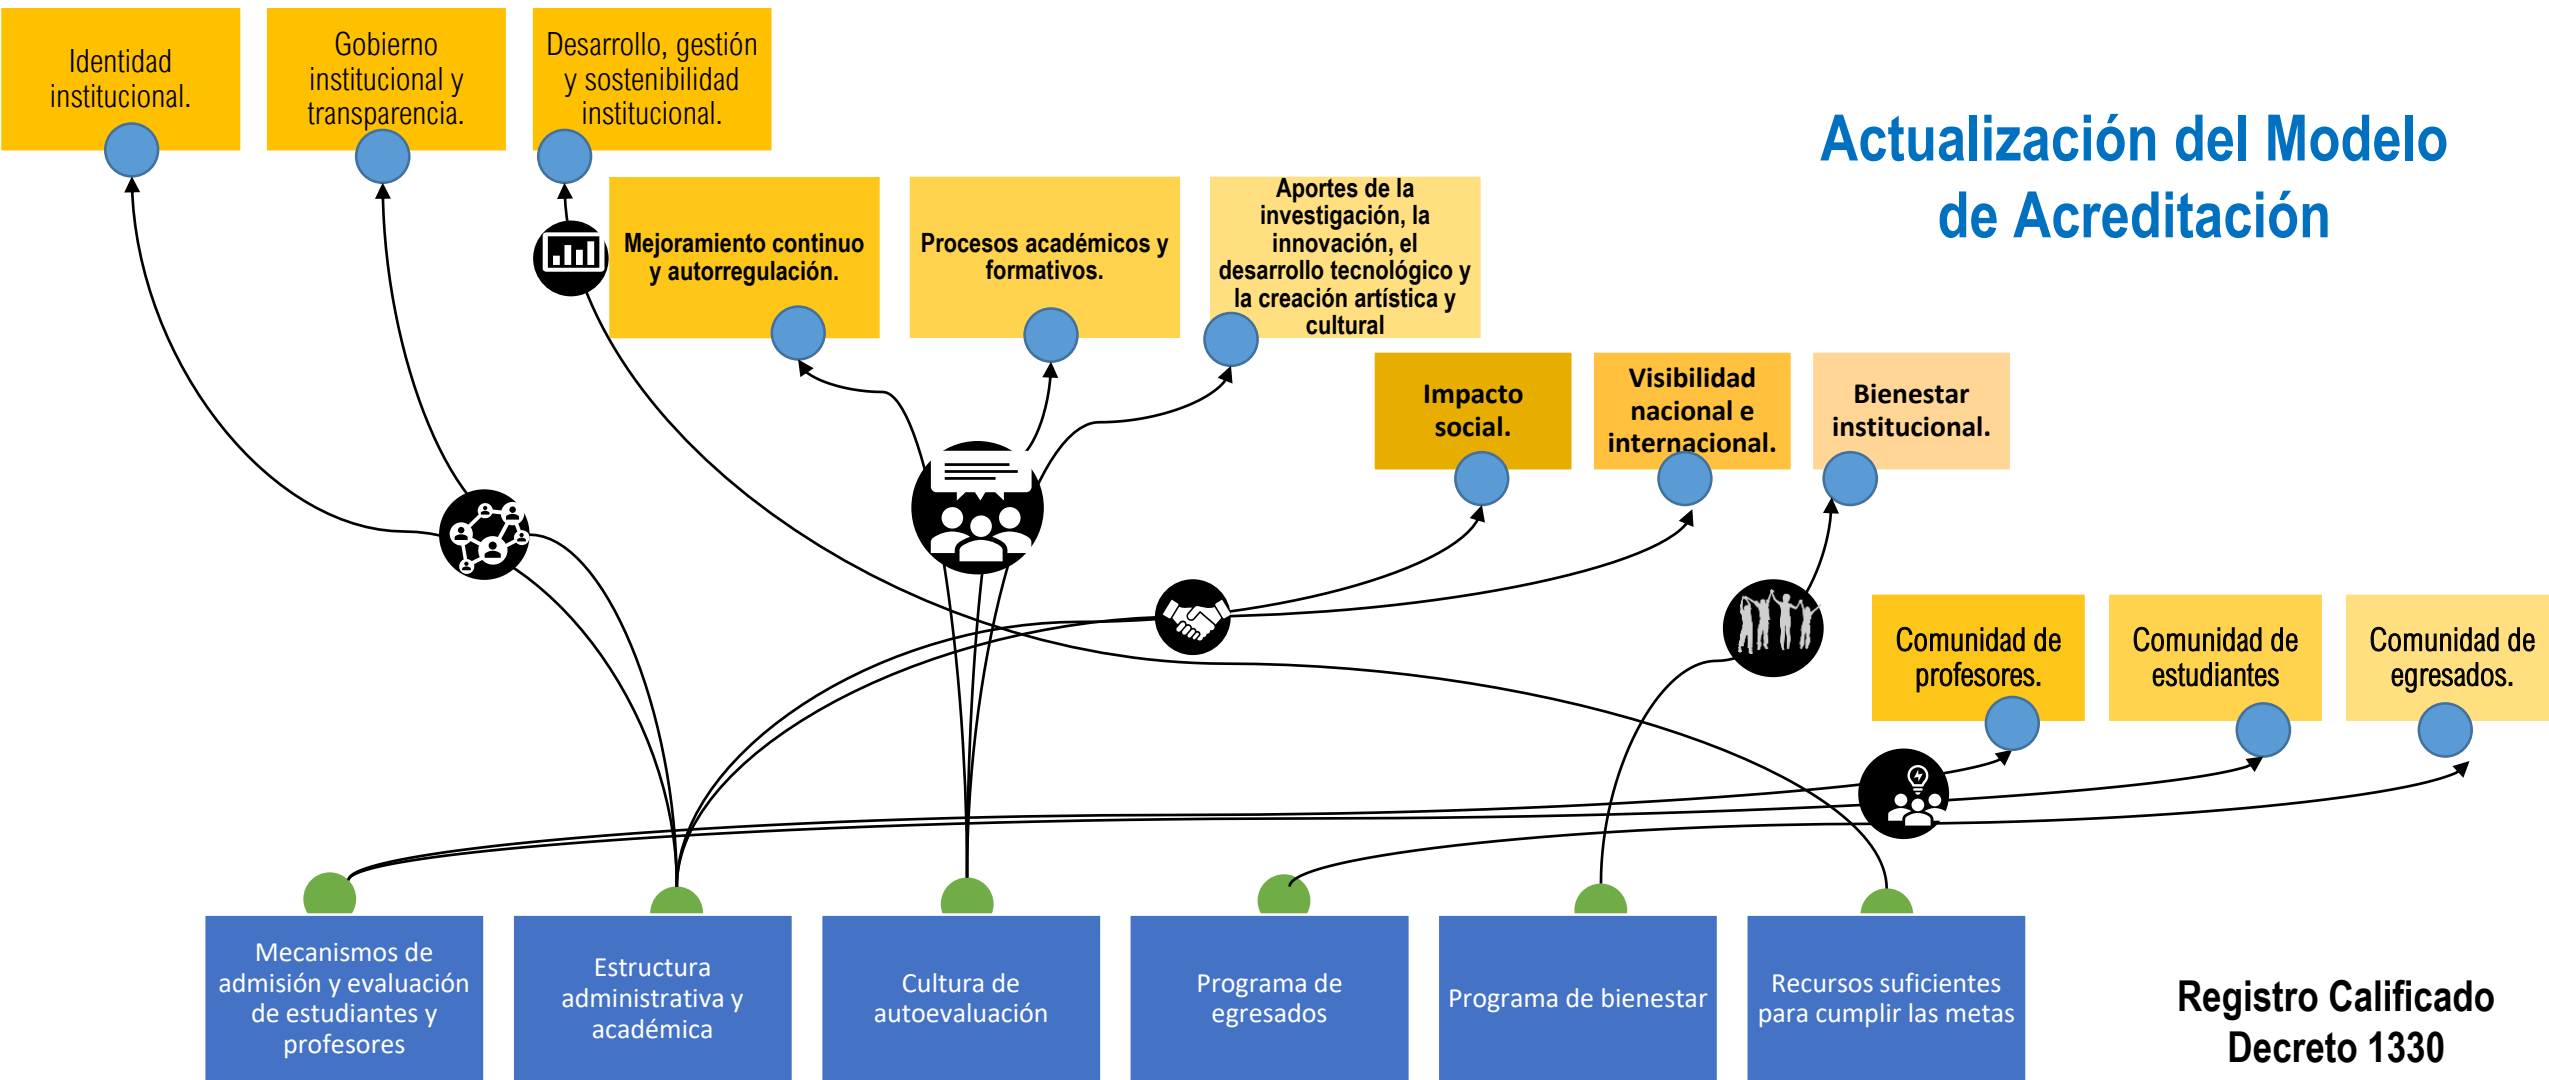 Identidad
institucional.
Gobierno
institucional y
transparencia.
Desarrollo, gestión
y sostenibilidad
institucional.
Actualización del Modelo
de Acreditación
Mejoramiento continuo
y autorregulación.
Procesos académicos y
formativos.
Aportes de la
investigación, la
innovación, el
desarrollo tecnológico y
la creación artística y
cultural
Impacto
social.
Visibilidad
nacional e
internacional.
Bienestar
institucional.
Comunidad de
profesores.
Comunidad de
estudiantes
Comunidad de
egresados.
Mecanismos de
admisión y evaluación
de estudiantes y
profesores
Estructura
administrativa y
académica
Cultura de
autoevaluación
Programa de
egresados
Programa de bienestar
Recursos suficientes
para cumplir las metas
Registro Calificado
Decreto 1330